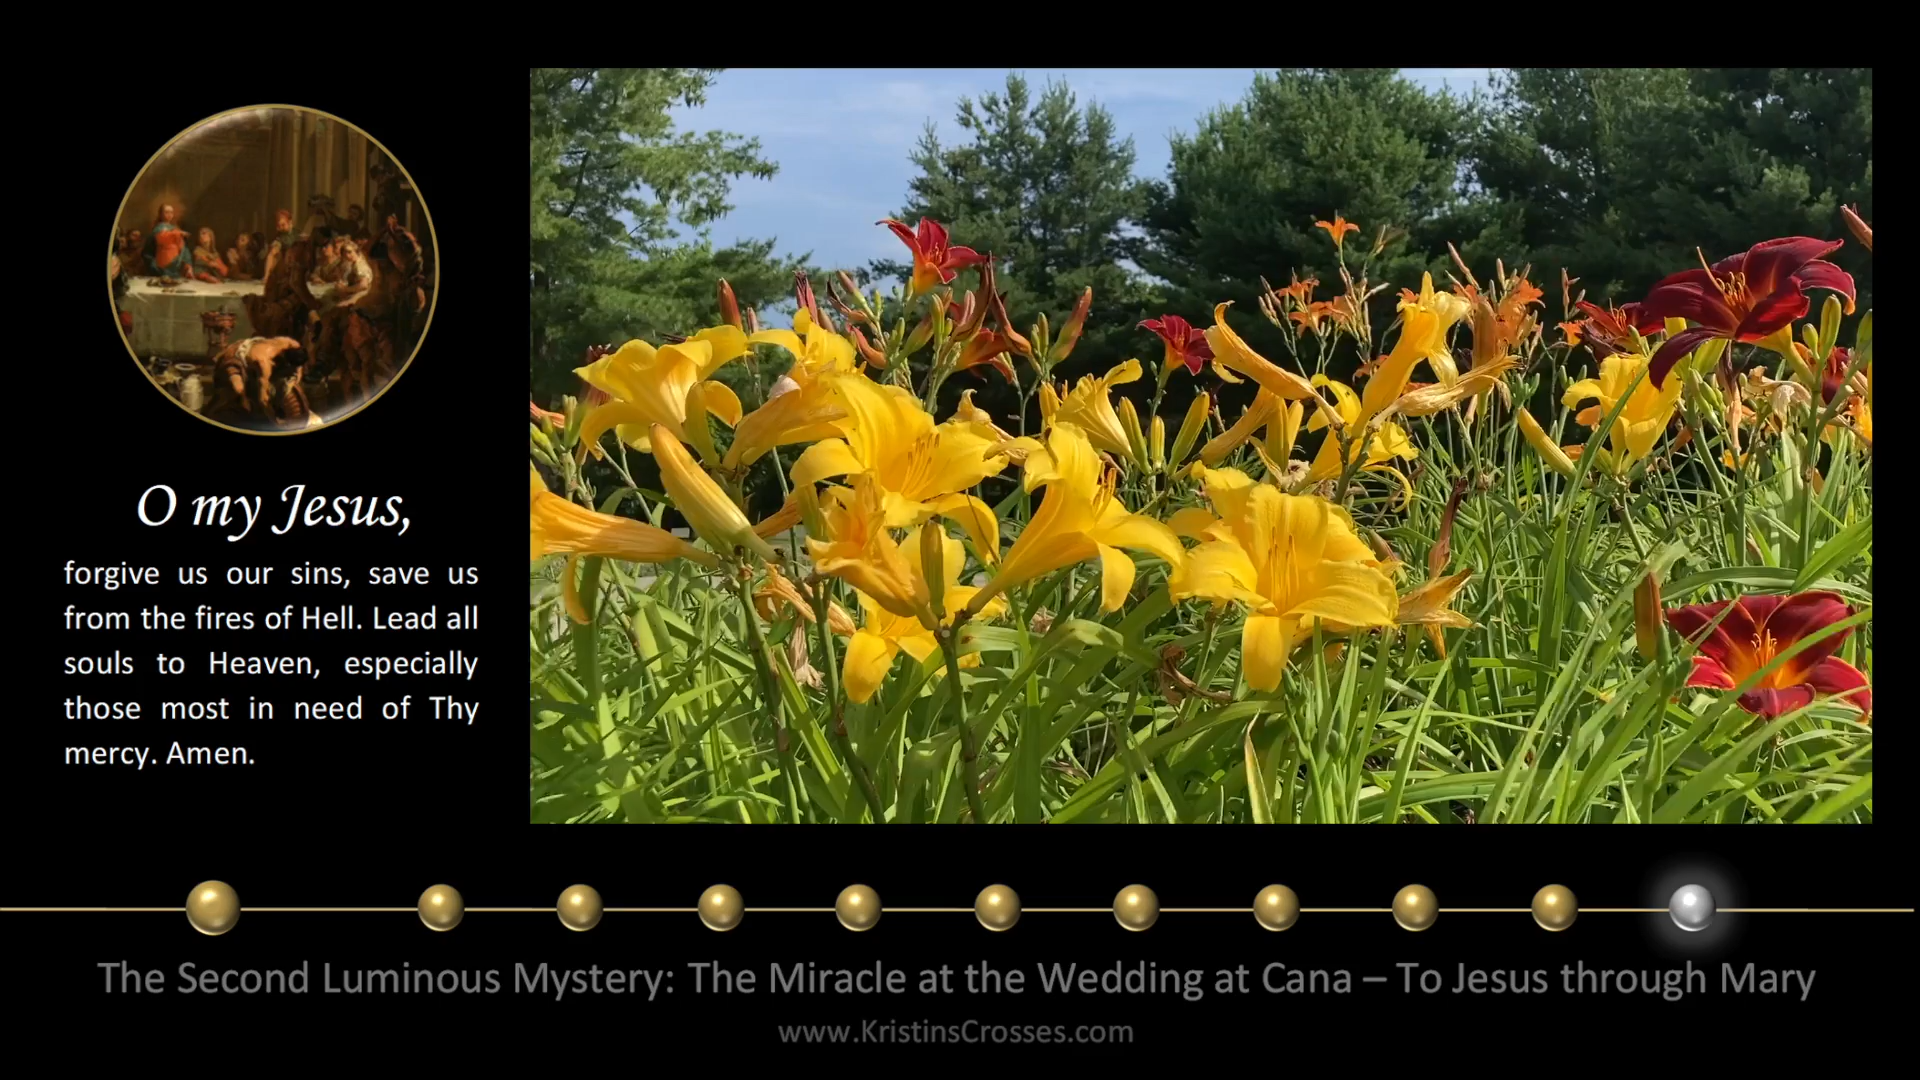 O my Jesus,
forgive us our sins, save us
from the fires of Hell. Lead all
souls to Heaven, especially
those most in need of Thy
mercy. Amen.
The Second Luminous Mystery: The Miracle at the Wedding at Cana – To Jesus through Mary
www.KristinsCrosses.com